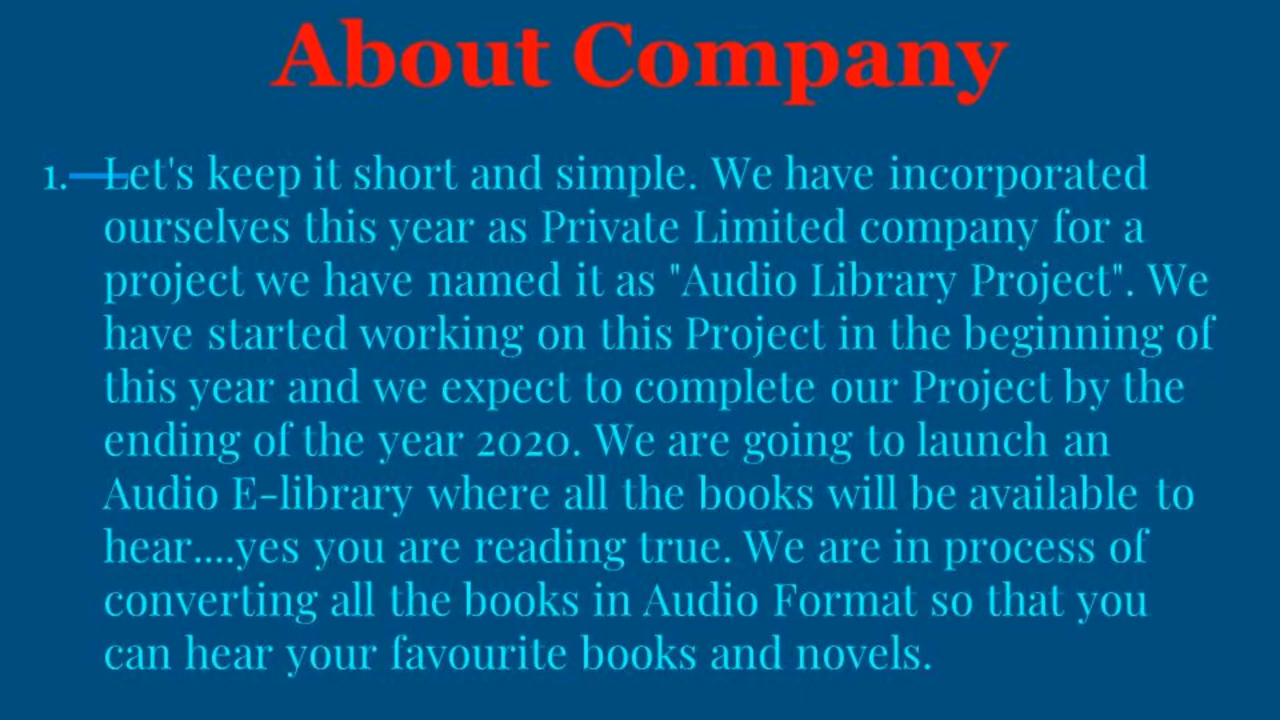 About Company
1. Let's keep it short and simple. We have incorporated
ourselves this year as Private Limited company for a
project we have named it as "Audio Library Project". We
have started working on this Project in the beginning of
this year and we expect to complete our Project by the
ending of the year 2020. We are going to launch an
Audio E-library where all the books will be available to
hear....yes you are reading true. We are in process of
converting all the books in Audio Format so that you
can hear your favourite books and novels.